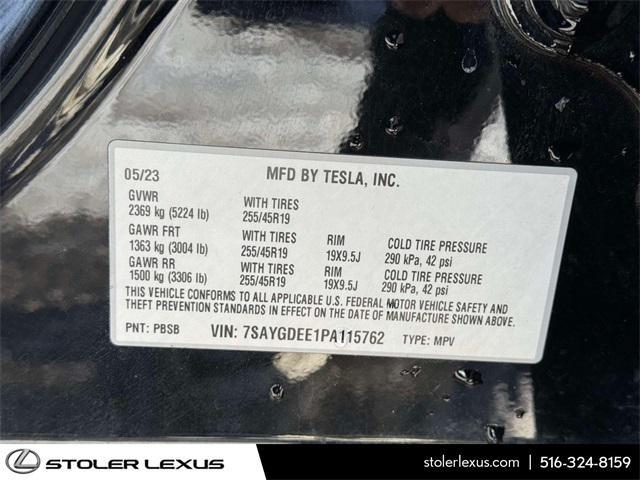 05/23 MFD BY TESLA, INC.
GVWR WITH TIRES
2369 kg (5224 lb) 255/45R19
GAWR FRT WITH TIRES RIM COLD TIRE PRESSURE
1363 kg (3004 lb) 255/45R19 19X9.5J 290 kPa, 42 psi
GAWR RR WITH TIRES RIM COLD TIRE PRESSURE
1500 kg (3306 lb) 255/45R19 19X9.5J 290 kPa, 42 psi
THIS VEHICLE CONFORMS TO ALL APPLICABLE U.S. FEDERAL MOTOR VEHICLE SAFETY AND
THEFT PREVENTION STANDARDS IN EFFECT ON THE DATE OF MANUFACTURE SHOWN ABOVE.
PNT: PBSB VIN: 7SAYGDEE1PA115762 TYPE: MPV
STOLER LEXUS stolerlexus.com 516-324-8159